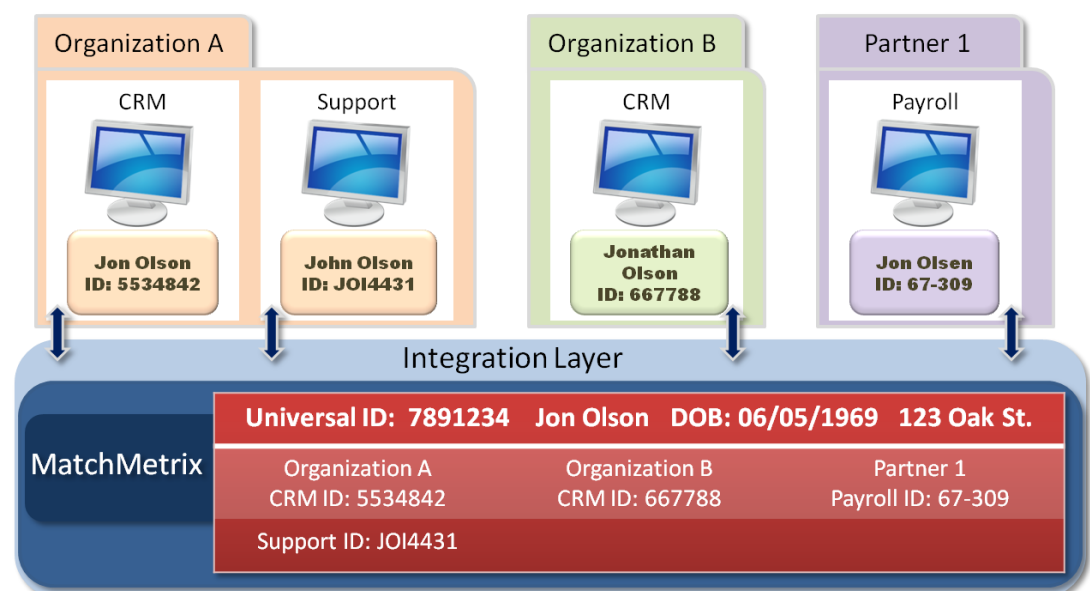 Organization A
Organization B
Partner 1
CRM
Support
CRM
Payroll
Jon Olson
ID: 5534842
John Olson
ID: JOI4431
Jonathan
Olson
ID: 667788
Jon Olsen
ID: 67-309
Integration Layer
MatchMetrix
Universal ID: 7891234 Jon Olson DOB: 06/05/1969 123 Oak St.
Organization A
CRM ID: 5534842
Organization B
CRM ID: 667788
Partner 1
Payroll ID: 67-309
Support ID: JOI4431